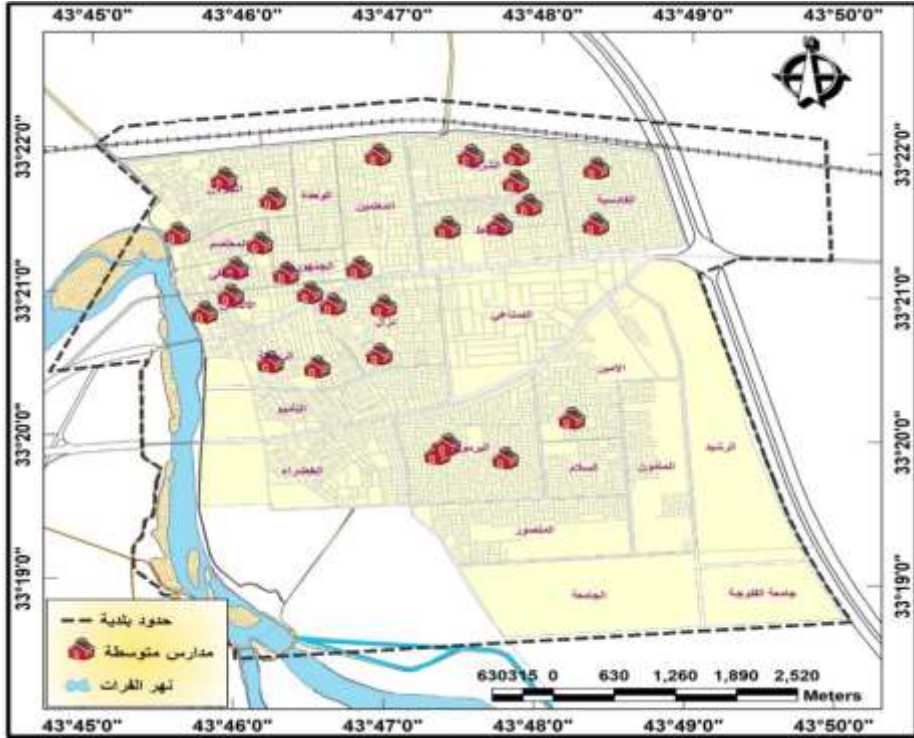 43°45'0" 43°46'0" 43°47'0" 43°48'0" 43°49'0" 43°50'0"
33°22'0" 33°22'0"
القادسية
الوحدة
المعلمين
المعتصم
33°21'0" 33°21'0"
نزال
الصناعي
الامين
33°20'0" 33°20'0"
الرشيد
الخضراء
السلام
المأمون
المنصور
33°19'0" 33°19'0"
الجامعة
جامعة الفلوجة
حدود بلدية
مدارس متوسطة
نهر الفرات
630315 0 630 1,260 1,890 2,520
Meters
43°45'0" 43°46'0" 43°47'0" 43°48'0" 43°49'0" 43°50'0"